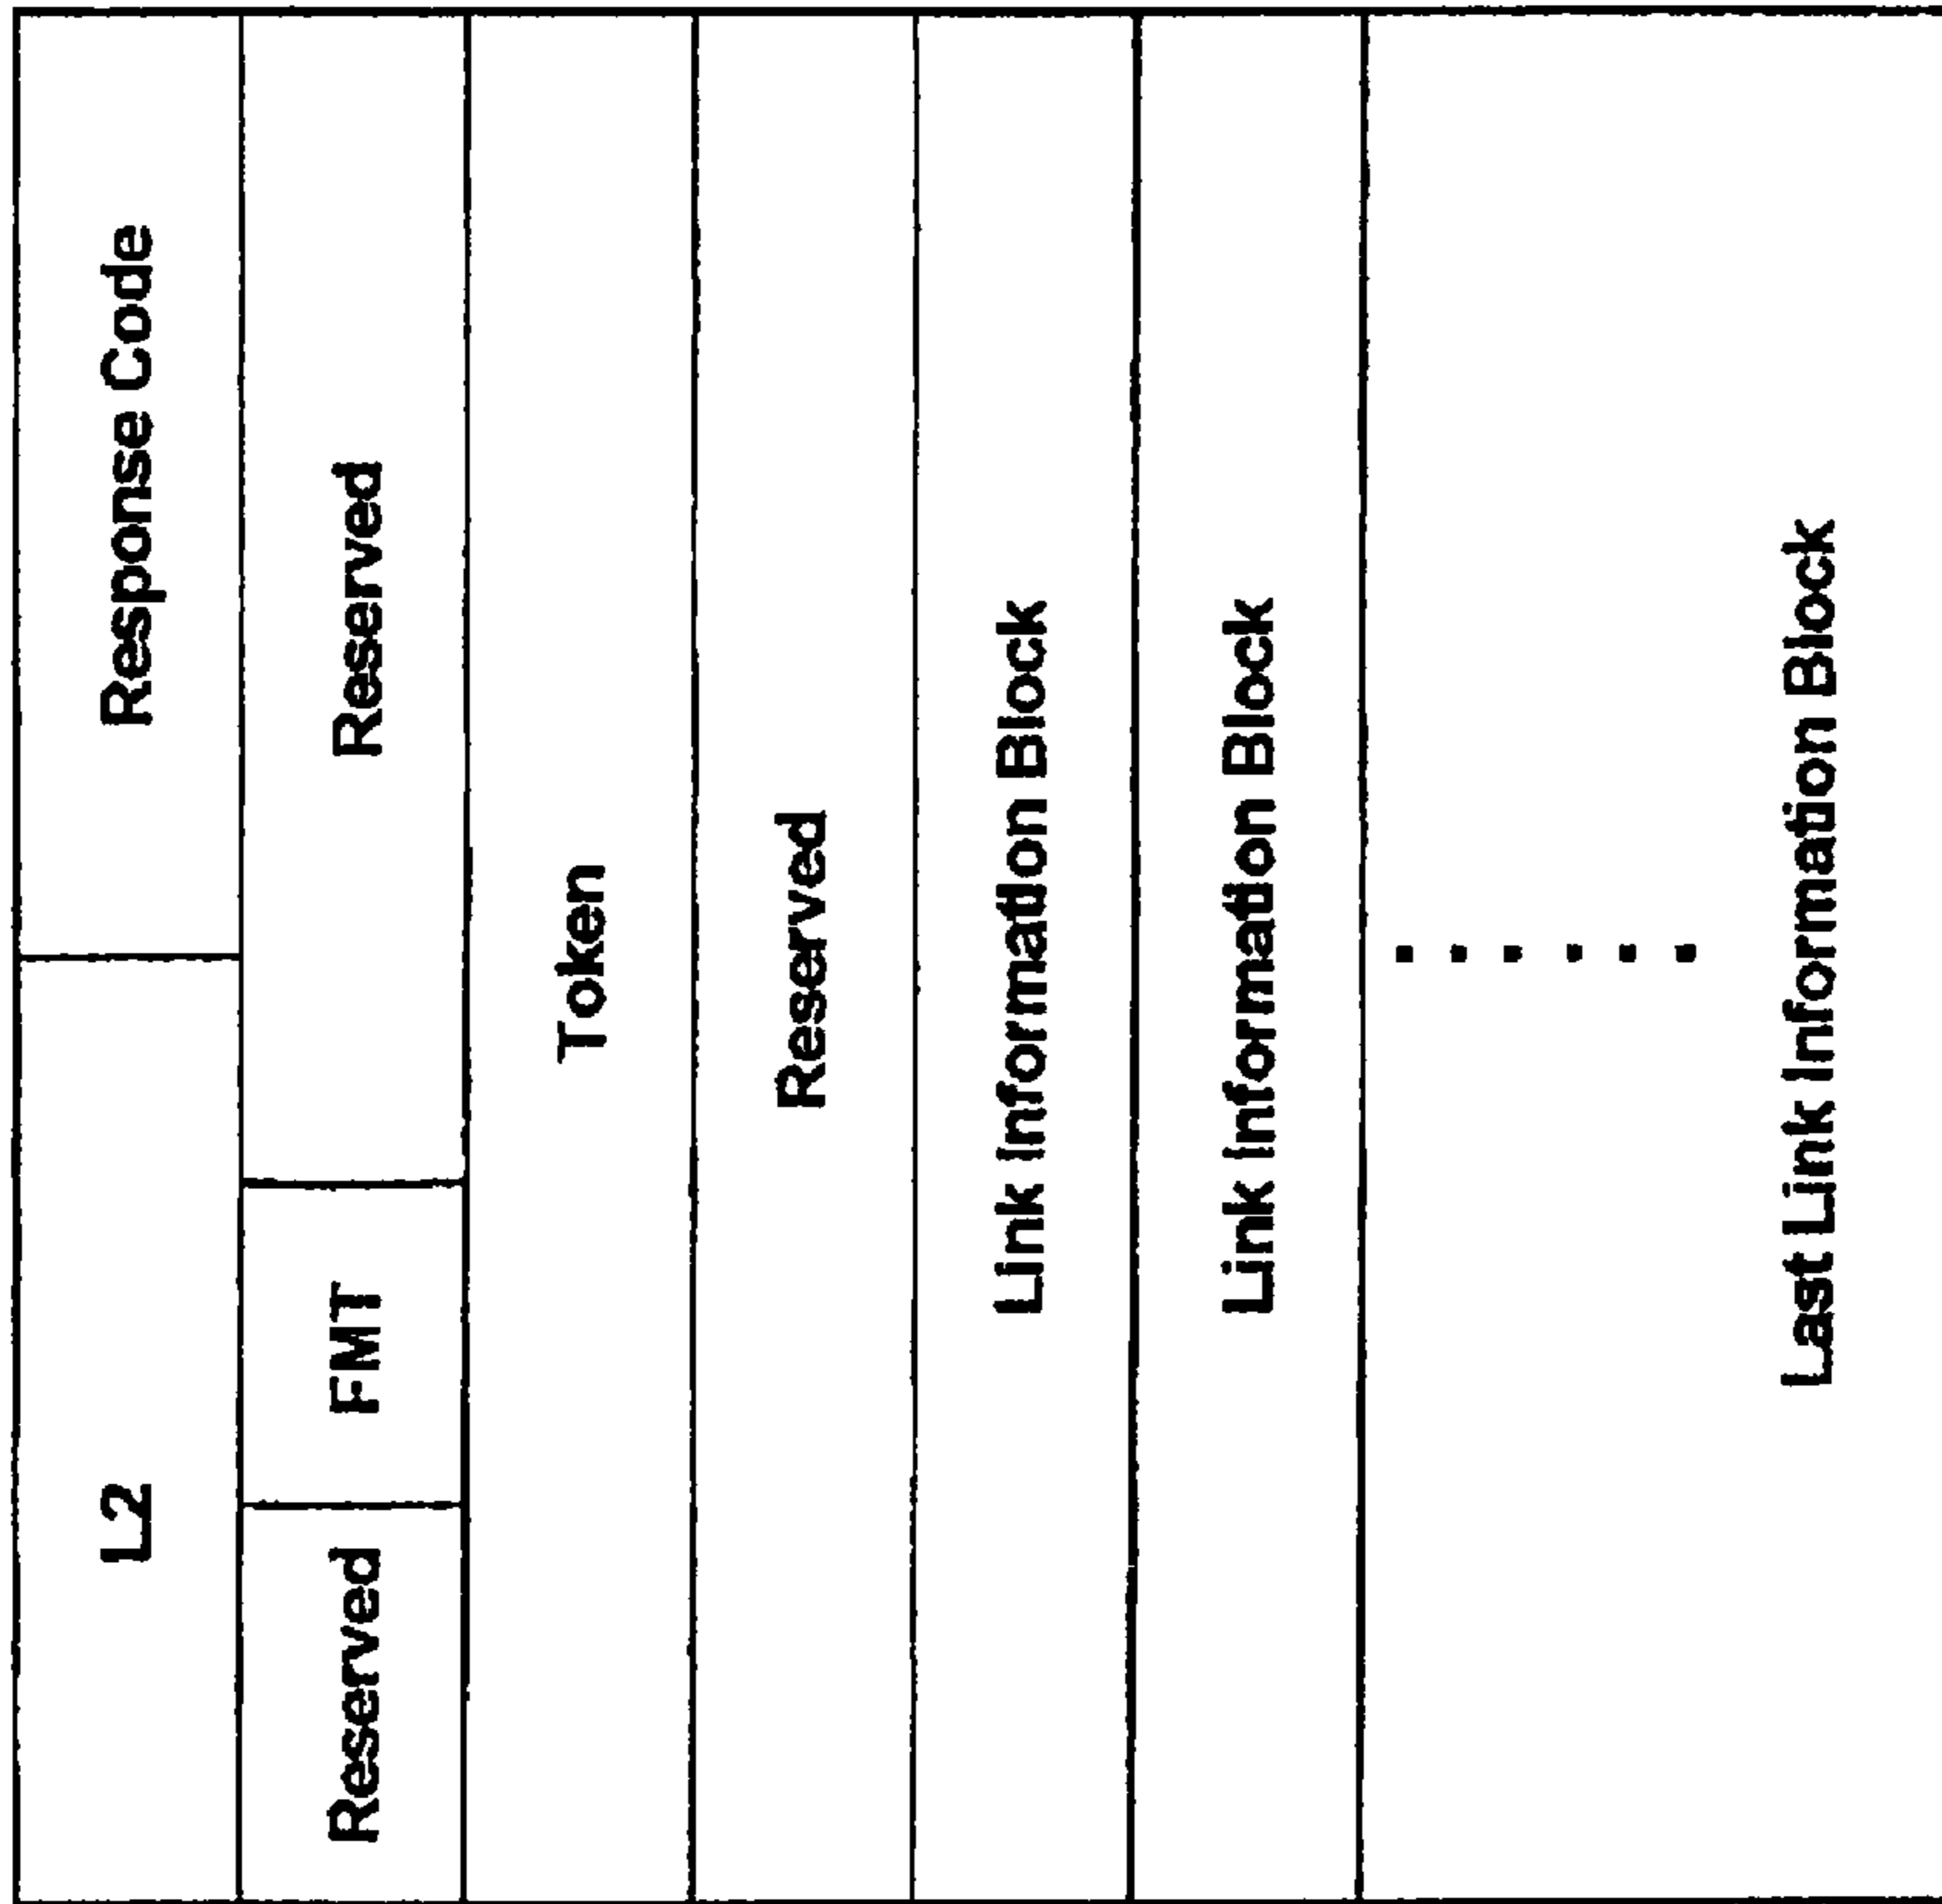 L2 Response Code
Reserved FMT Reserved
Token
Reserved
Link Information Block
Link Information Block
......
Last Link Information Block